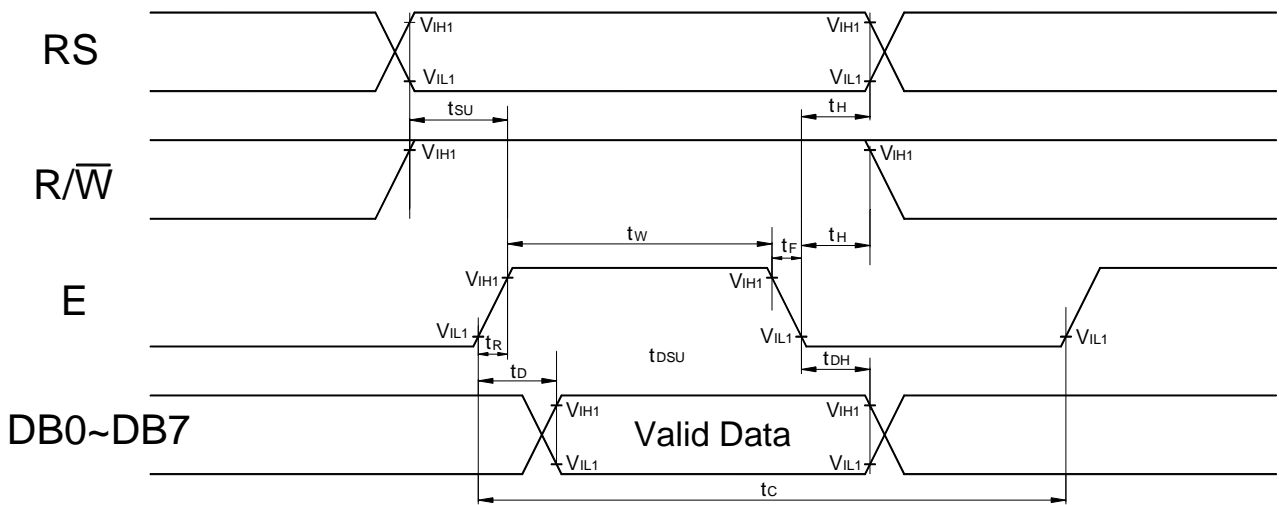 RS
VIH1
VIH1
VIL1
VIL1
tSU
tH
R/W̅
VIH1
VIH1
tW
tF
tH
E
VIH1
VIH1
VIL1
VIL1
VIL1
tR
tDSU
tDH
tD
DB0~DB7
VIH1
Valid Data
VIH1
VIL1
VIL1
tC